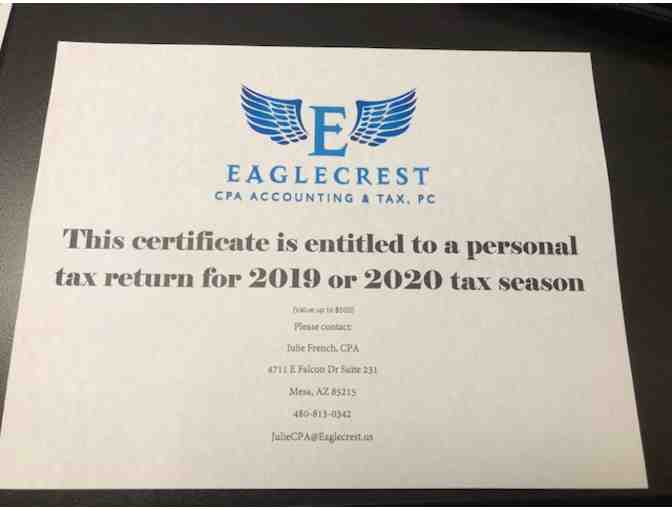 E
EAGLECREST
CPA ACCOUNTING & TAX, PC
This certificate is entitled to a personal
tax return for 2019 or 2020 tax season
(value up to
Please contact:
Julie French, CPA
4711 E Falcon Dr Suite 231
Mesa, AZ 85215
480-813-0342
JulieCPA@Eaglecrest.us